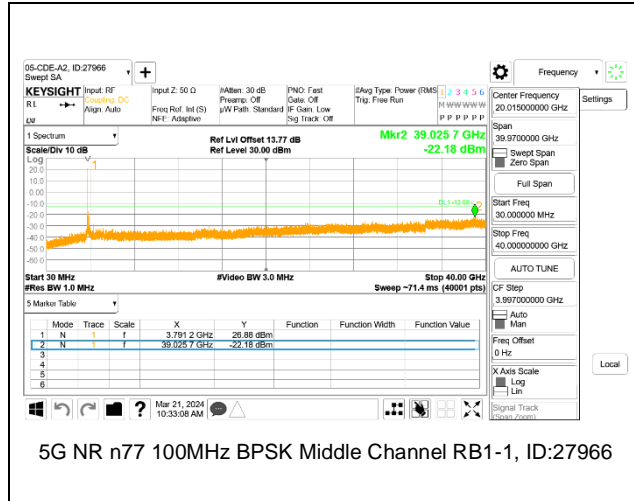 05-CDE-A2, ID:27966
Swept SA
Frequency
Settings
KEYSIGHT
RL
Input: RF
Coupling: DC
Align: Auto
Input Z: 50 Ω
Freq Ref: Int (S)
NFE: Adaptive
#Atten: 30 dB
Preamp: Off
µW Path: Standard
PNO: Fast
Gate: Off
IF Gain: Low
Sig Track: Off
#Avg Type: Power (RMS
Trig: Free Run
1 2 3 4 5 6
M W W W W W
P P P P P P
1 Spectrum
Scale/Div 10 dB
Log
Ref Lvl Offset 13.77 dB
Ref Level 30.00 dBm
Mkr2 39.025 7 GHz
-22.18 dBm
20.0
10.0
0.00
-10.0
-20.0
-30.0
-40.0
-50.0
-60.0
1
2
Start 30 MHz
#Res BW 1.0 MHz
#Video BW 3.0 MHz
Stop 40.00 GHz
Sweep ~71.4 ms (40001 pts)
5 Marker Table
Mode Trace Scale X Y Function Function Width Function Value
1 N 1 f 3.791 2 GHz 26.88 dBm
2 N 1 f 39.025 7 GHz -22.18 dBm
3
4
5
6
Mar 21, 2024
10:33:08 AM
?
Center Frequency
20.015000000 GHz
Span
39.9700000 GHz
Swept Span
Zero Span
Full Span
Start Freq
30.000000 MHz
Stop Freq
40.000000000 GHz
AUTO TUNE
CF Step
3.997000000 GHz
Auto
Man
Freq Offset
0 Hz
X Axis Scale
Log
Lin
Signal Track
(Span Zoom)
Local
5G NR n77 100MHz BPSK Middle Channel RB1-1, ID:27966